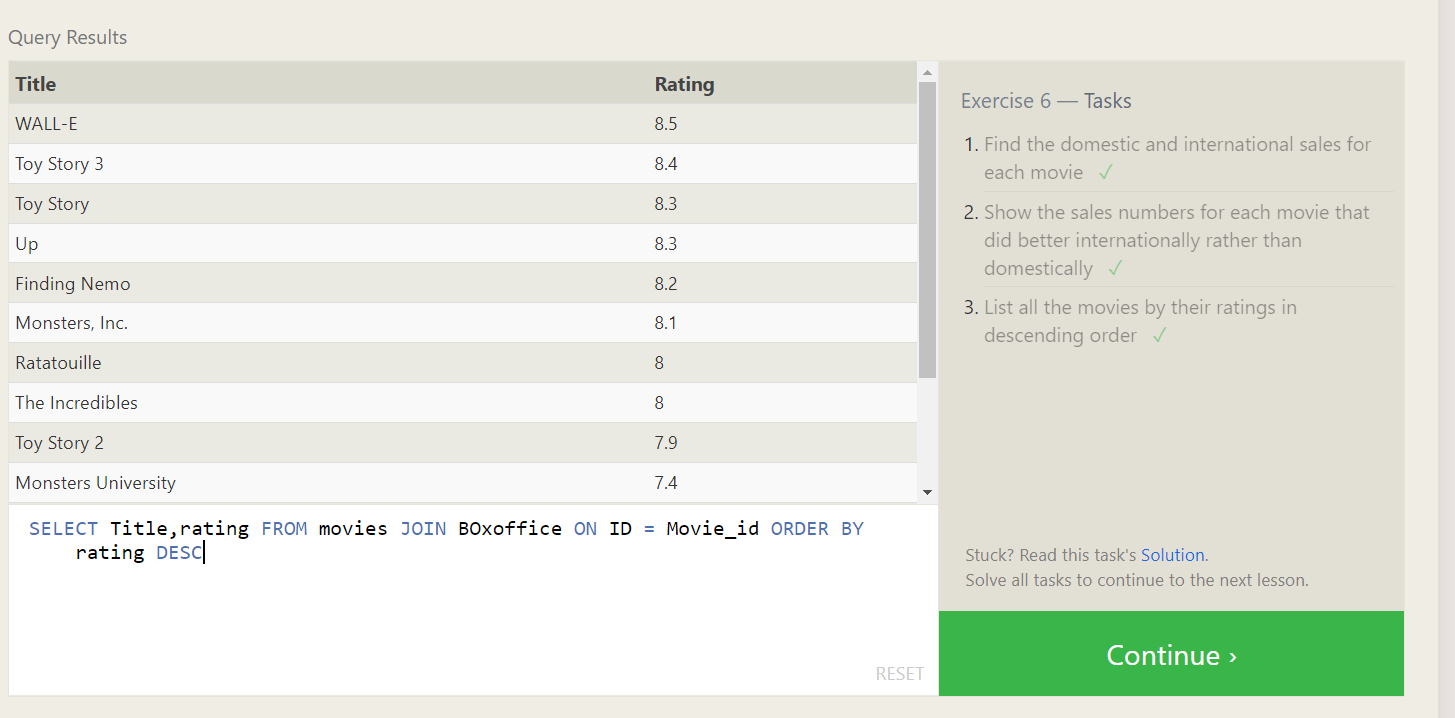 Query Results
Title Rating
WALL-E 8.5
Toy Story 3 8.4
Toy Story 8.3
Up 8.3
Finding Nemo 8.2
Monsters, Inc. 8.1
Ratatouille 8
The Incredibles 8
Toy Story 2 7.9
Monsters University 7.4
SELECT Title,rating FROM movies JOIN BOxoffice ON ID = Movie_id ORDER BY
rating DESC
RESET
Exercise 6 — Tasks
1. Find the domestic and international sales for
each movie ✓
2. Show the sales numbers for each movie that
did better internationally rather than
domestically ✓
3. List all the movies by their ratings in
descending order ✓
Stuck? Read this task's Solution.
Solve all tasks to continue to the next lesson.
Continue ›